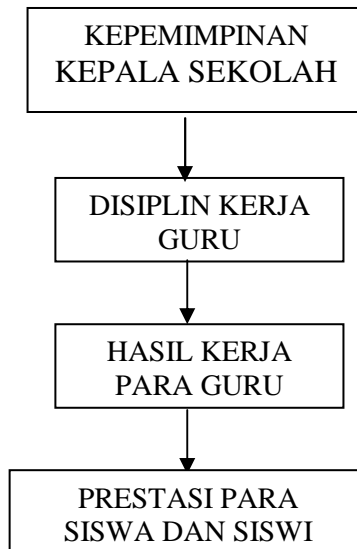 KEPEMIMPINAN
KEPALA SEKOLAH
DISIPLIN KERJA
GURU
HASIL KERJA
PARA GURU
PRESTASI PARA
SISWA DAN SISWI